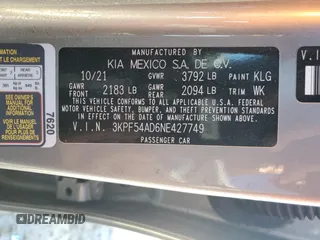 MANUFACTURED BY
KIA MEXICO S.A. DE C.V.
10/21 GVWR 3792 LB PAINT KLG
GAWR FRONT 2183 LB GAWR REAR 2094 LB TRIM WK
THIS VEHICLE CONFORMS TO ALL APPLICABLE U.S. FEDERAL
MOTOR VEHICLE SAFETY, BUMPER, AND THEFT PREVENTION
STANDARDS IN EFFECT ON THE DATE OF MANUFACTURE
SHOWN ABOVE.
V.I.N. 3KPF54AD6NE427749
PASSENGER CAR
7620
DREAMBID